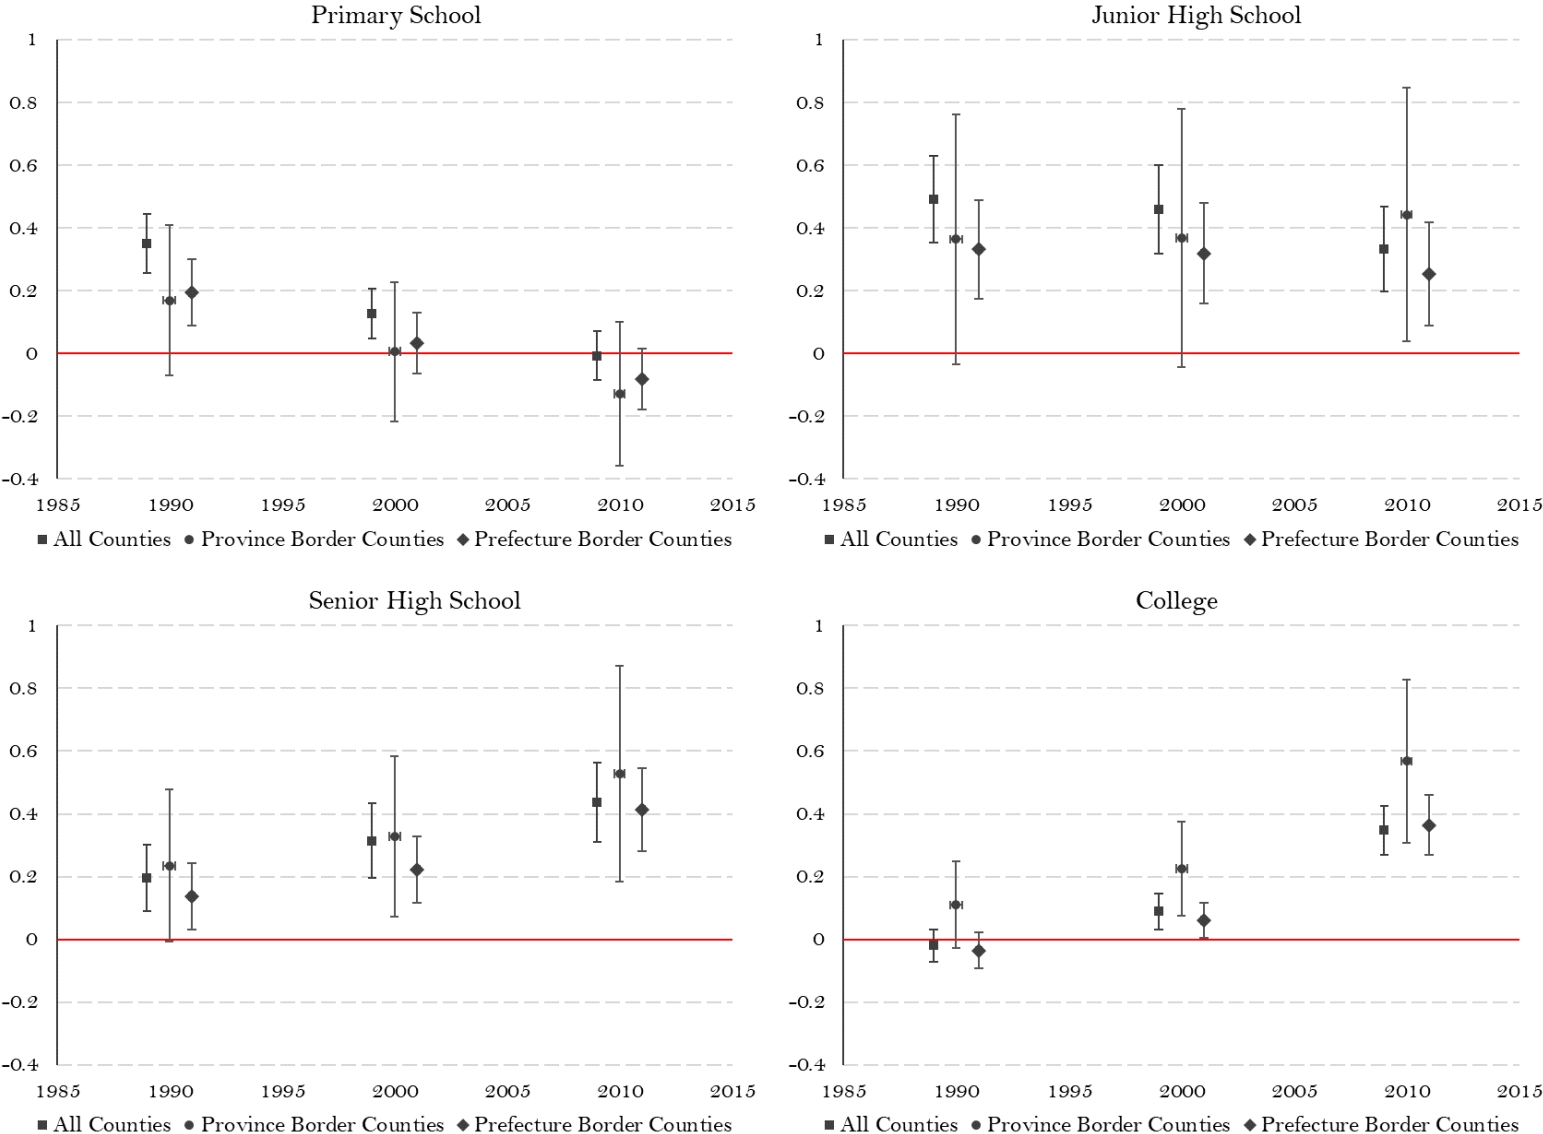 Primary School
1
0.8
0.6
0.4
0.2
0
-0.2
-0.4
1985 1990 1995 2000 2005 2010 2015
■ All Counties ● Province Border Counties ◆ Prefecture Border Counties
Junior High School
1
0.8
0.6
0.4
0.2
0
-0.2
-0.4
1985 1990 1995 2000 2005 2010 2015
■ All Counties ● Province Border Counties ◆ Prefecture Border Counties
Senior High School
1
0.8
0.6
0.4
0.2
0
-0.2
-0.4
1985 1990 1995 2000 2005 2010 2015
■ All Counties ● Province Border Counties ◆ Prefecture Border Counties
College
1
0.8
0.6
0.4
0.2
0
-0.2
-0.4
1985 1990 1995 2000 2005 2010 2015
■ All Counties ● Province Border Counties ◆ Prefecture Border Counties